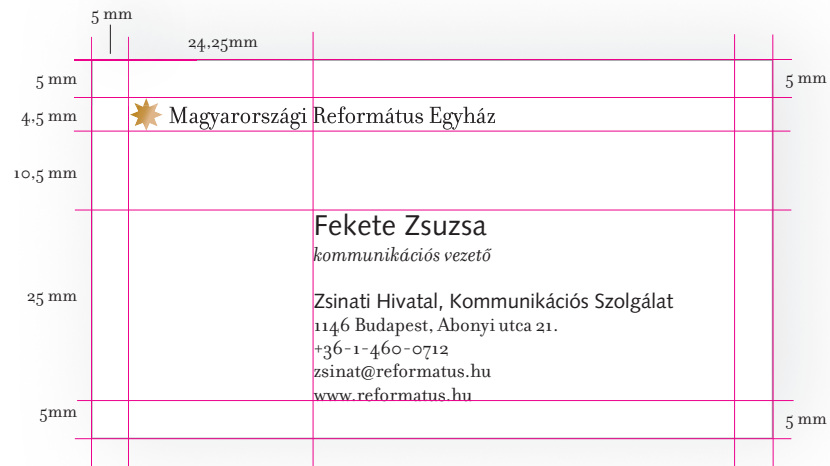 5 mm
24,25mm
5 mm
5 mm
4,5 mm
Magyarországi Református Egyház
10,5 mm
Fekete Zsuzsa
kommunikációs vezető
25 mm
Zsinati Hivatal, Kommunikációs Szolgálat
1146 Budapest, Abonyi utca 21.
+36-1-460-0712
zsinat@reformatus.hu
www.reformatus.hu
5mm
5 mm